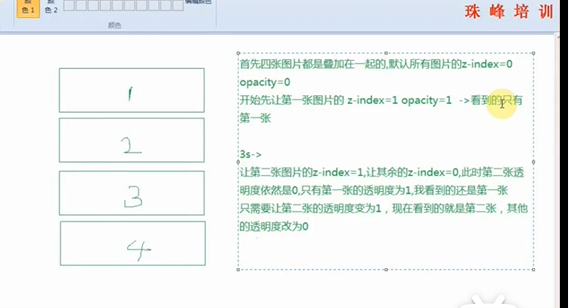 颜
色 1
颜
色 2
编辑颜色
颜色
珠 峰 培 训
1
2
3
4
首先四张图片都是叠加在一起的,默认所有图片的z-index=0
opacity=0
开始先让第一张图片的 z-index=1 opacity=1 ->看到的只有
第一张
3s->
让第二张图片的z-index=1,让其余的z-index=0,此时第二张透
明度依然是0,只有第一张的透明度为1,我看到的还是第一张
只需要让第二张的透明度变为1，现在看到的就是第二张，其他
的透明度改为0